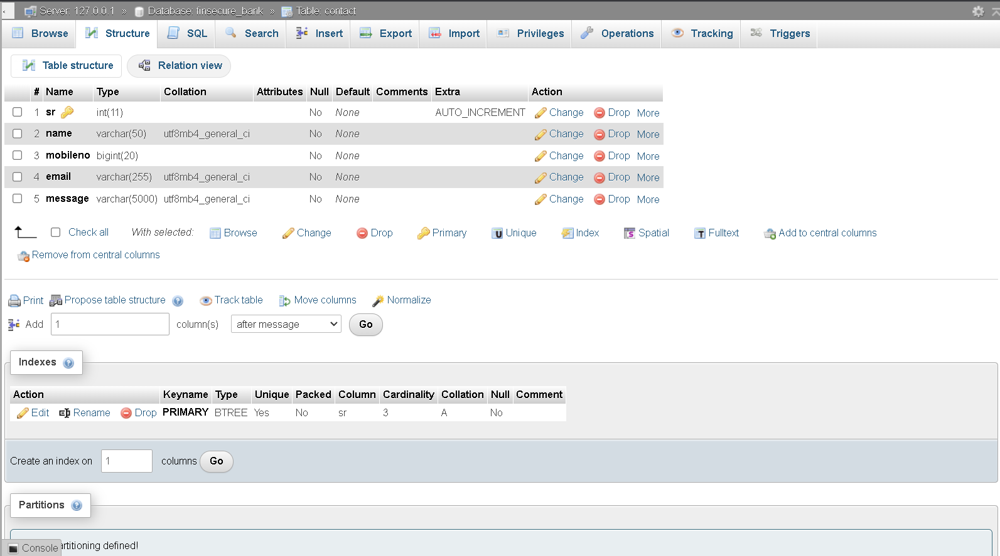 Server: 127.0.0.1 » Database: finsecure_bank » Table: contact
Browse Structure SQL Search Insert Export Import Privileges Operations Tracking Triggers
Table structure Relation view
# Name Type Collation Attributes Null Default Comments Extra Action
1 sr int(11) No None AUTO_INCREMENT Change Drop More
2 name varchar(50) utf8mb4_general_ci No None Change Drop More
3 mobileno bigint(20) No None Change Drop More
4 email varchar(255) utf8mb4_general_ci No None Change Drop More
5 message varchar(5000) utf8mb4_general_ci No None Change Drop More
Check all With selected: Browse Change Drop Primary Unique Index Spatial Fulltext Add to central columns
Remove from central columns
Print Propose table structure Track table Move columns Normalize
Add 1 column(s) after message Go
Indexes
Action Keyname Type Unique Packed Column Cardinality Collation Null Comment
Edit Rename Drop PRIMARY BTREE Yes No sr 3 A No
Create an index on 1 columns Go
Partitions
artitioning defined!
Console